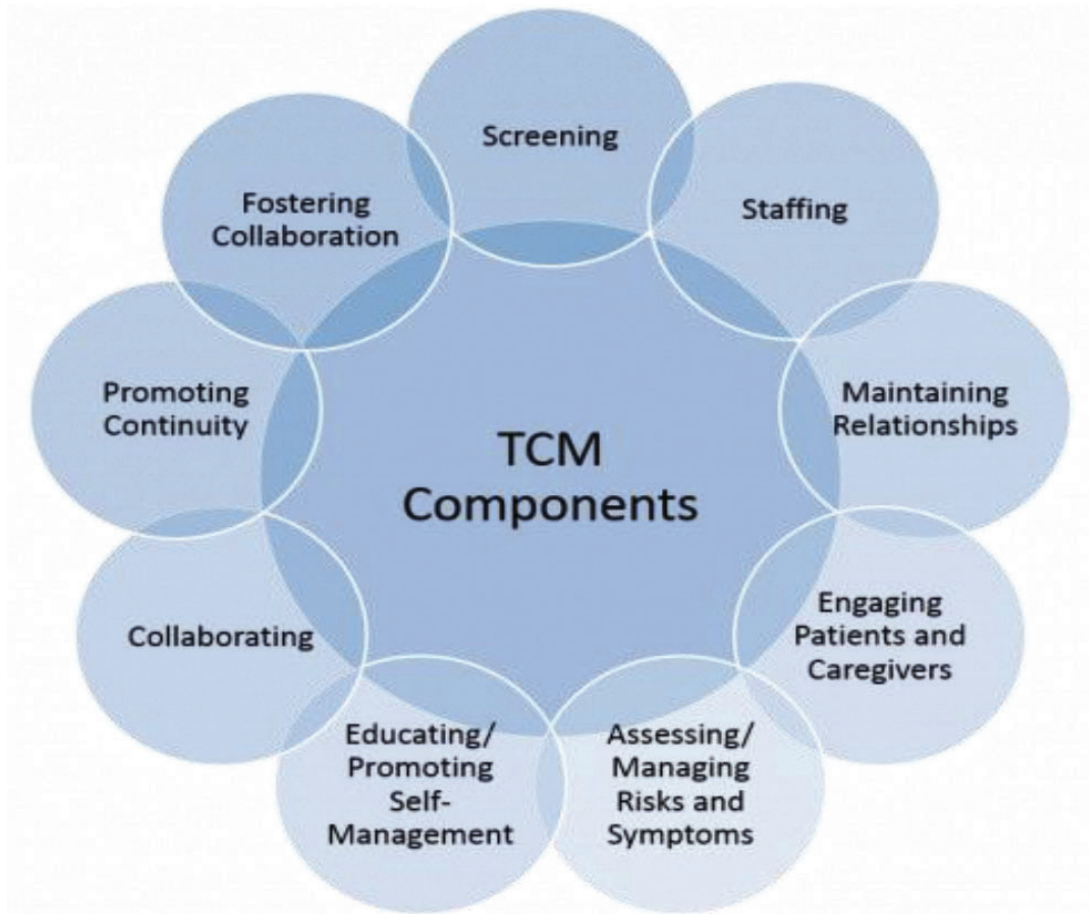 Screening
Staffing
Maintaining
Relationships
Engaging
Patients and
Caregivers
Assessing/
Managing
Risks and
Symptoms
Educating/
Promoting
Self-
Management
Collaborating
Promoting
Continuity
Fostering
Collaboration
TCM
Components